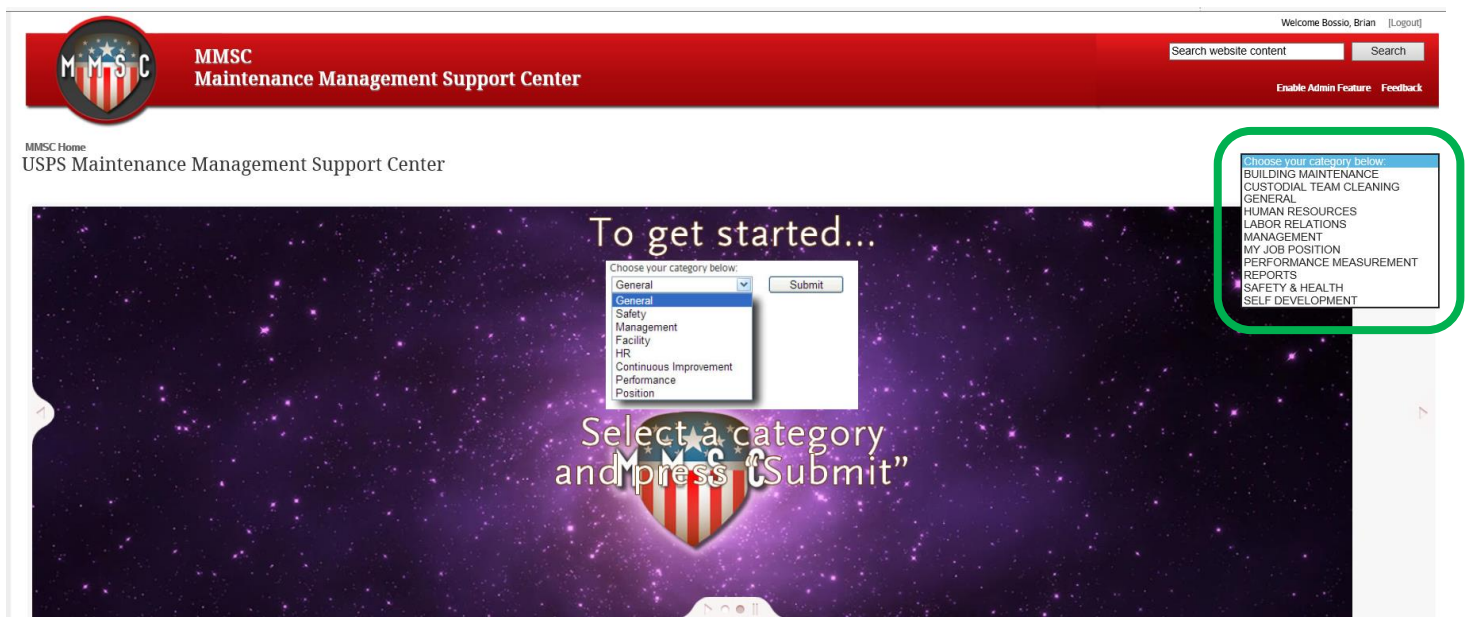 Welcome Bossio, Brian [Logout]
MMSC
MMSC
Maintenance Management Support Center
Search website content Search
Enable Admin Feature Feedback
MMSC Home
USPS Maintenance Management Support Center
Choose your category below:
BUILDING MAINTENANCE
CUSTODIAL TEAM CLEANING
GENERAL
HUMAN RESOURCES
LABOR RELATIONS
MANAGEMENT
MY JOB POSITION
PERFORMANCE MEASUREMENT
REPORTS
SAFETY & HEALTH
SELF DEVELOPMENT
To get started...
Choose your category below:
General Submit
General
Safety
Management
Facility
HR
Continuous Improvement
Performance
Position
Select a category
and press “Submit”
MMSC